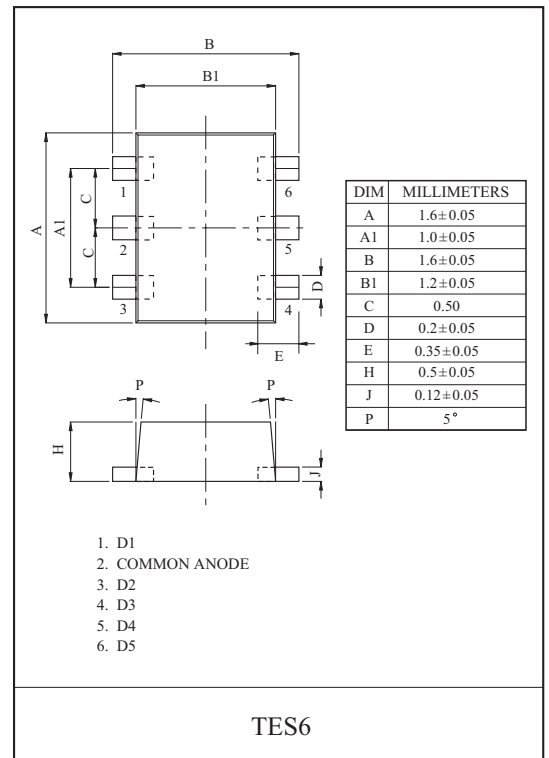 B
B1
A
A1
C
C
1
2
3
6
5
4
D
E
P
P
H
J
DIM MILLIMETERS
A 1.6±0.05
A1 1.0±0.05
B 1.6±0.05
B1 1.2±0.05
C 0.50
D 0.2±0.05
E 0.35±0.05
H 0.5±0.05
J 0.12±0.05
P 5°
1. D1
2. COMMON ANODE
3. D2
4. D3
5. D4
6. D5
TES6